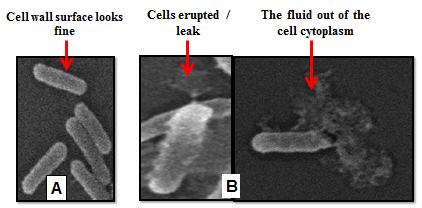 Cell wall surface looks
fine
Cells erupted /
leak
The fluid out of the
cell cytoplasm
A
B